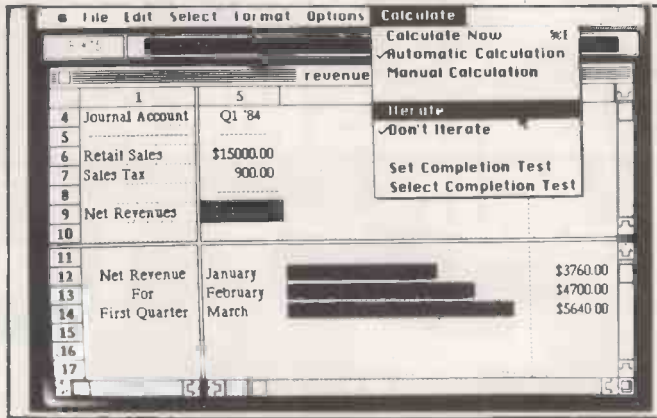 File Edit Select Format Options Calculate
Calculate Now ⌘E
✓Automatic Calculation
Manual Calculation
Iterate
✓Don't Iterate
Set Completion Test
Select Completion Test
revenue
1 5
4 Journal Account Q1 '84
5
6 Retail Sales $15000.00
7 Sales Tax 900.00
8
9 Net Revenues
10
11
12 Net Revenue January $3760.00
13 For February $4700.00
14 First Quarter March $5640.00
15
16
17